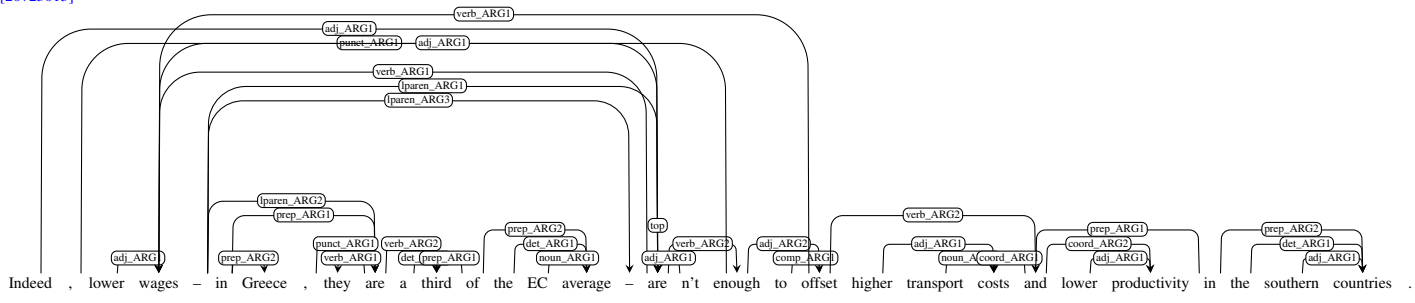 verb_ARG1
adj_ARG1
punct_ARG1 adj_ARG1
verb_ARG1
lparen_ARG1
lparen_ARG3
lparen_ARG2
prep_ARG1
top
verb_ARG2
prep_ARG2 prep_ARG1 prep_ARG2
punct_ARG1 verb_ARG2 det_ARG1 verb_ARG2 adj_ARG2 adj_ARG1 coord_ARG2 det_ARG1
adj_ARG1 prep_ARG2 verb_ARG1 prep_ARG1 noun_ARG1 adj_ARG1 comp_ARG1 coord_ARG1 adj_ARG1 adj_ARG1
Indeed , lower wages – in Greece , they are a third of the EC average – are n't enough to offset higher transport costs and lower productivity in the southern countries .